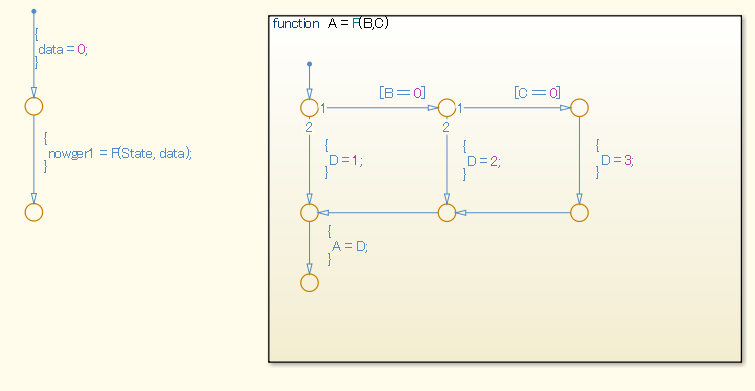 {
data = 0;
}
{
nowger1 = F(State, data);
}
function A = F(B,C)
[B == 0]
[C == 0]
1
1
2
2
{
D = 1;
}
{
D = 2;
}
{
D = 3;
}
{
A = D;
}